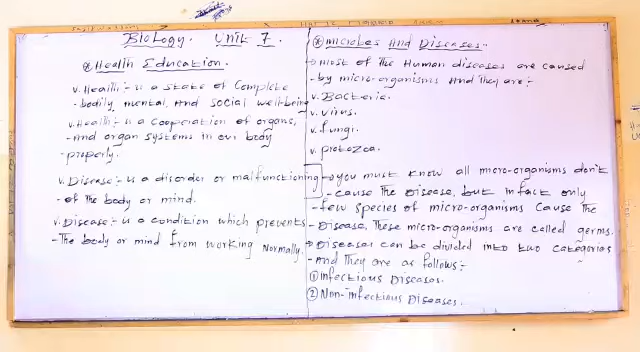 Biology. Unit 7.
* Health Education.
v. Health:- is a state of complete
- bodily, mental, And social well-being
v. Health:- is a cooperation of organs,
- And organ systems in our body
- properly.
v. Disease:- is a disorder or malfunctioning
- of the body or mind.
v. Disease:- is a condition which prevents
- The body or mind from working Normally.
* Microbes And Diseases.
→ Most of the Human diseases are caused
- by micro-organisms And They are:-
v. Bacteria.
v. Virus.
v. fungi.
v. protozoa.
→ you must know all micro-organisms don't
- cause The Disease, but infact only
- few species of micro-organisms Cause The
- Disease, These micro-organisms are called germs.
→ Diseases can be divided into two categories
- And they are as follows:-
① Infectious Diseases.
② Non-infectious Diseases.